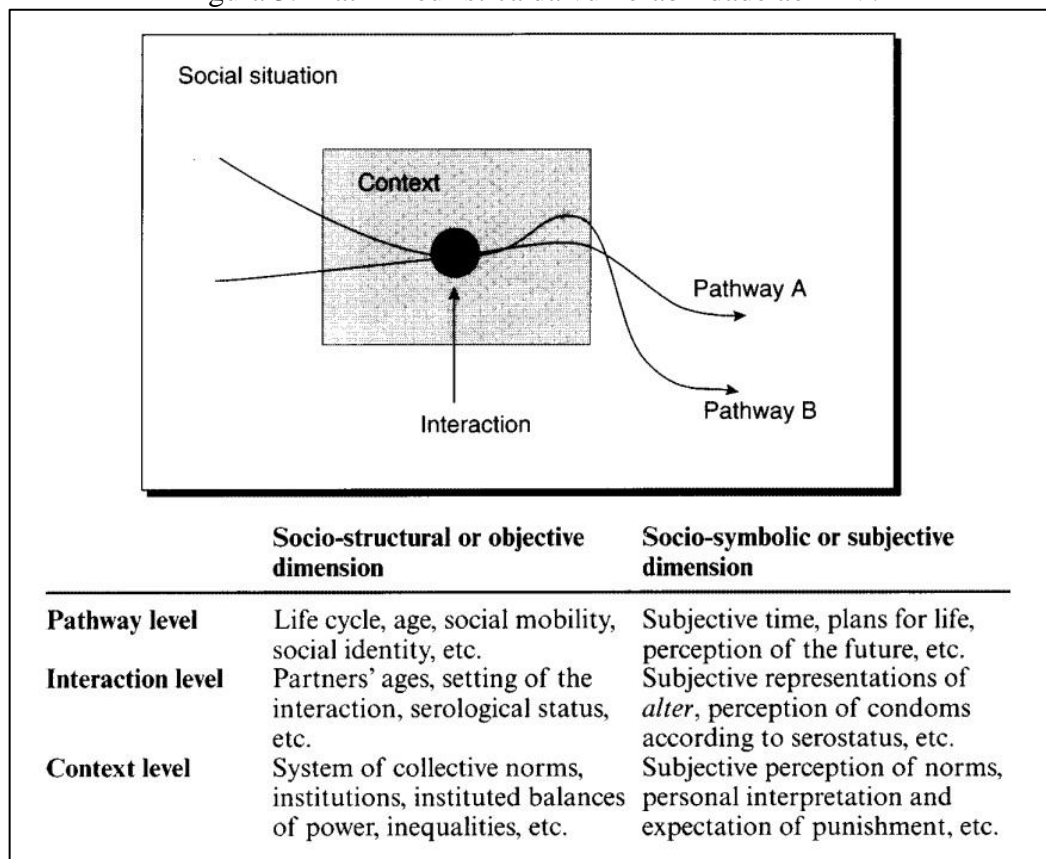 Social situation
Context
Pathway A
Interaction
Pathway B
Socio-structural or objective dimension
Socio-symbolic or subjective dimension
Pathway level
Life cycle, age, social mobility,
social identity, etc.
Subjective time, plans for life,
perception of the future, etc.
Interaction level
Partners' ages, setting of the
interaction, serological status,
etc.
Subjective representations of
alter, perception of condoms
according to serostatus, etc.
Context level
System of collective norms,
institutions, instituted balances
of power, inequalities, etc.
Subjective perception of norms,
personal interpretation and
expectation of punishment, etc.